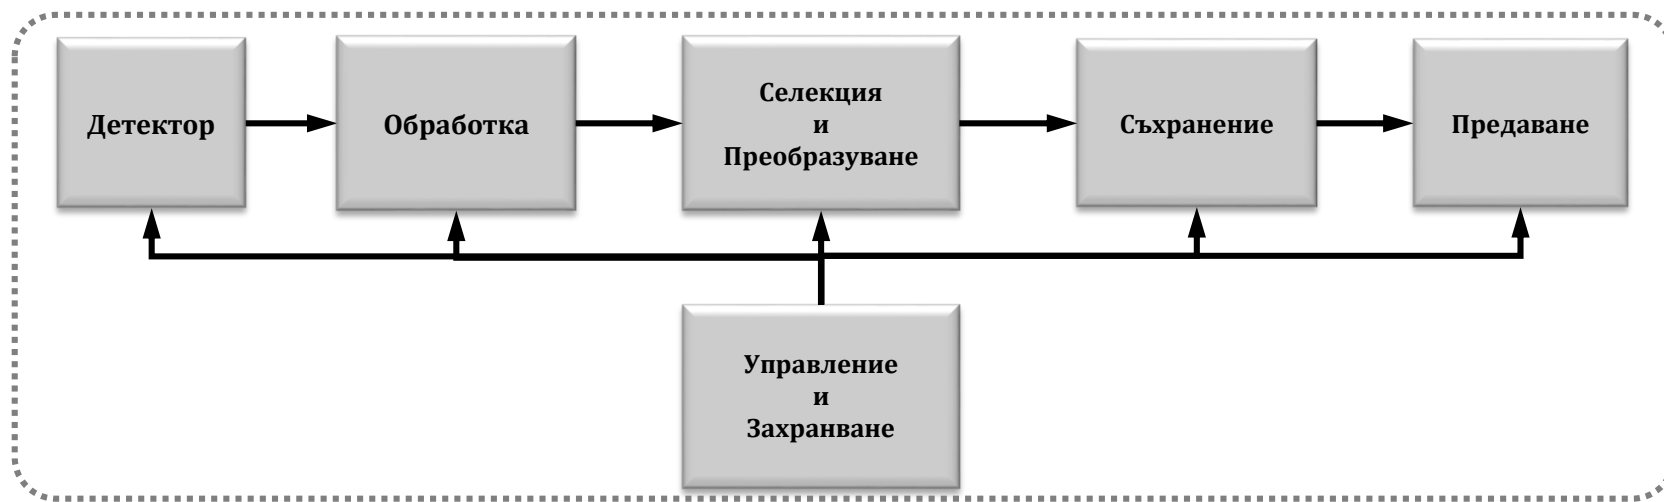 Детектор
Обработка
Селекция
и
Преобразуване
Съхранение
Предаване
Управление
и
Захранване